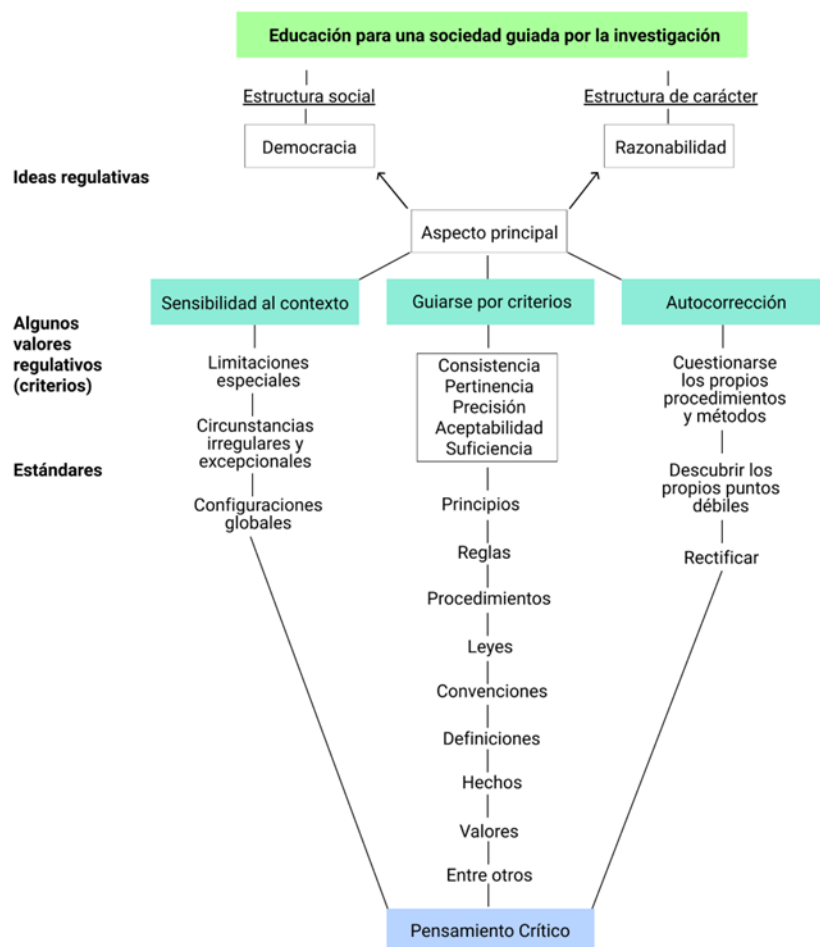 Educación para una sociedad guiada por la investigación
Estructura social
Estructura de carácter
Democracia
Razonabilidad
Ideas regulativas
Aspecto principal
Sensibilidad al contexto
Guiarse por criterios
Autocorrección
Algunos
valores
regulativos
(criterios)
Limitaciones
especiales
Circunstancias
irregulares y
excepcionales
Configuraciones
globales
Consistencia
Pertinencia
Precisión
Aceptabilidad
Suficiencia
Cuestionarse
los propios
procedimientos
y métodos
Estándares
Descubrir los
propios puntos
débiles
Rectificar
Principios
Reglas
Procedimientos
Leyes
Convenciones
Definiciones
Hechos
Valores
Entre otros
Pensamiento Crítico